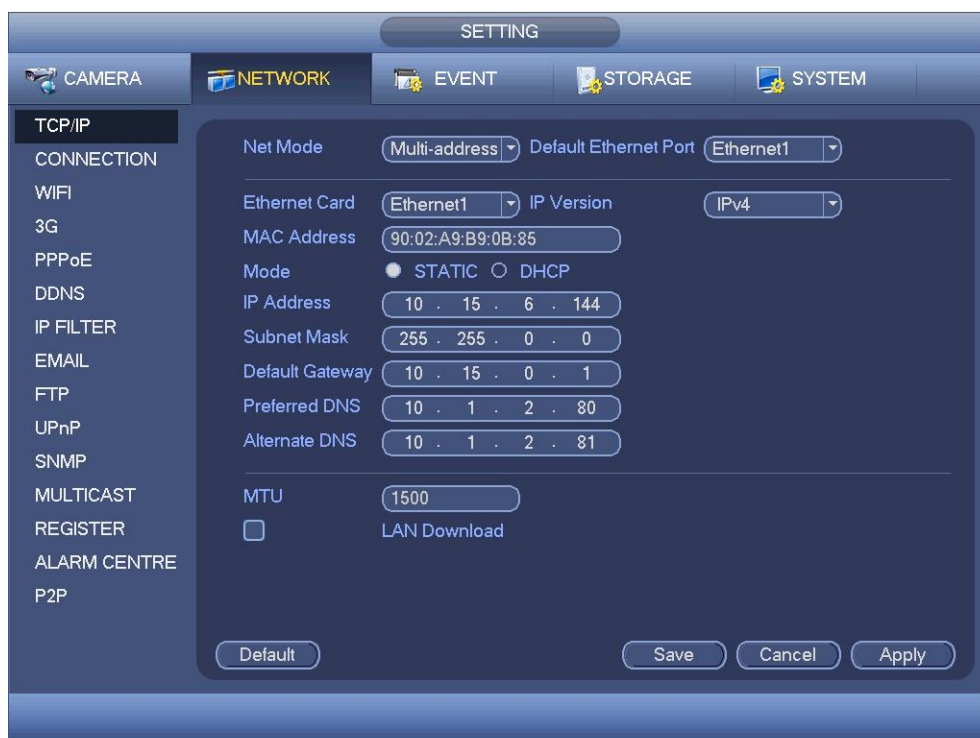 SETTING
CAMERA NETWORK EVENT STORAGE SYSTEM
TCP/IP
CONNECTION
WIFI
3G
PPPoE
DDNS
IP FILTER
EMAIL
FTP
UPnP
SNMP
MULTICAST
REGISTER
ALARM CENTRE
P2P
Net Mode Multi-address Default Ethernet Port Ethernet1
Ethernet Card Ethernet1 IP Version IPv4
MAC Address 90:02:A9:B9:0B:85
Mode STATIC DHCP
IP Address 10 . 15 . 6 . 144
Subnet Mask 255 . 255 . 0 . 0
Default Gateway 10 . 15 . 0 . 1
Preferred DNS 10 . 1 . 2 . 80
Alternate DNS 10 . 1 . 2 . 81
MTU 1500
LAN Download
Default Save Cancel Apply